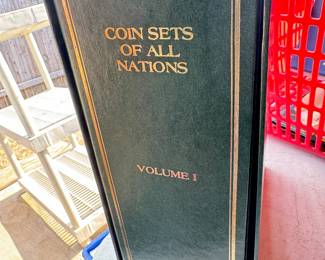 COIN SETS
OF ALL
NATIONS
VOLUME I